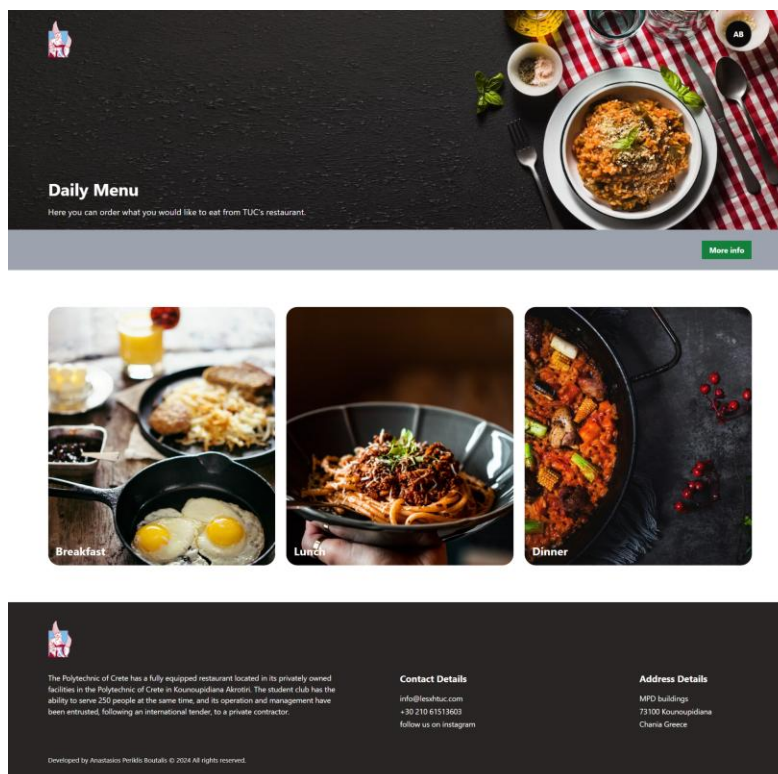 AB
Daily Menu
Here you can order what you would like to eat from TUC's restaurant.
More info
Breakfast
Lunch
Dinner
The Polytechnic of Crete has a fully equipped restaurant located in its privately owned
facilities in the Polytechnic of Crete in Kounoupidiana Akrotiri. The student club has the
ability to serve 250 people at the same time, and its operation and management have
been entrusted, following an international tender, to a private contractor.
Contact Details
info@lesxhtuc.com
+30 210 61513603
follow us on instagram
Address Details
MPD buildings
73100 Kounoupidiana
Chania Greece
Developed by Anastasios Periklis Boutalis © 2024 All rights reserved.